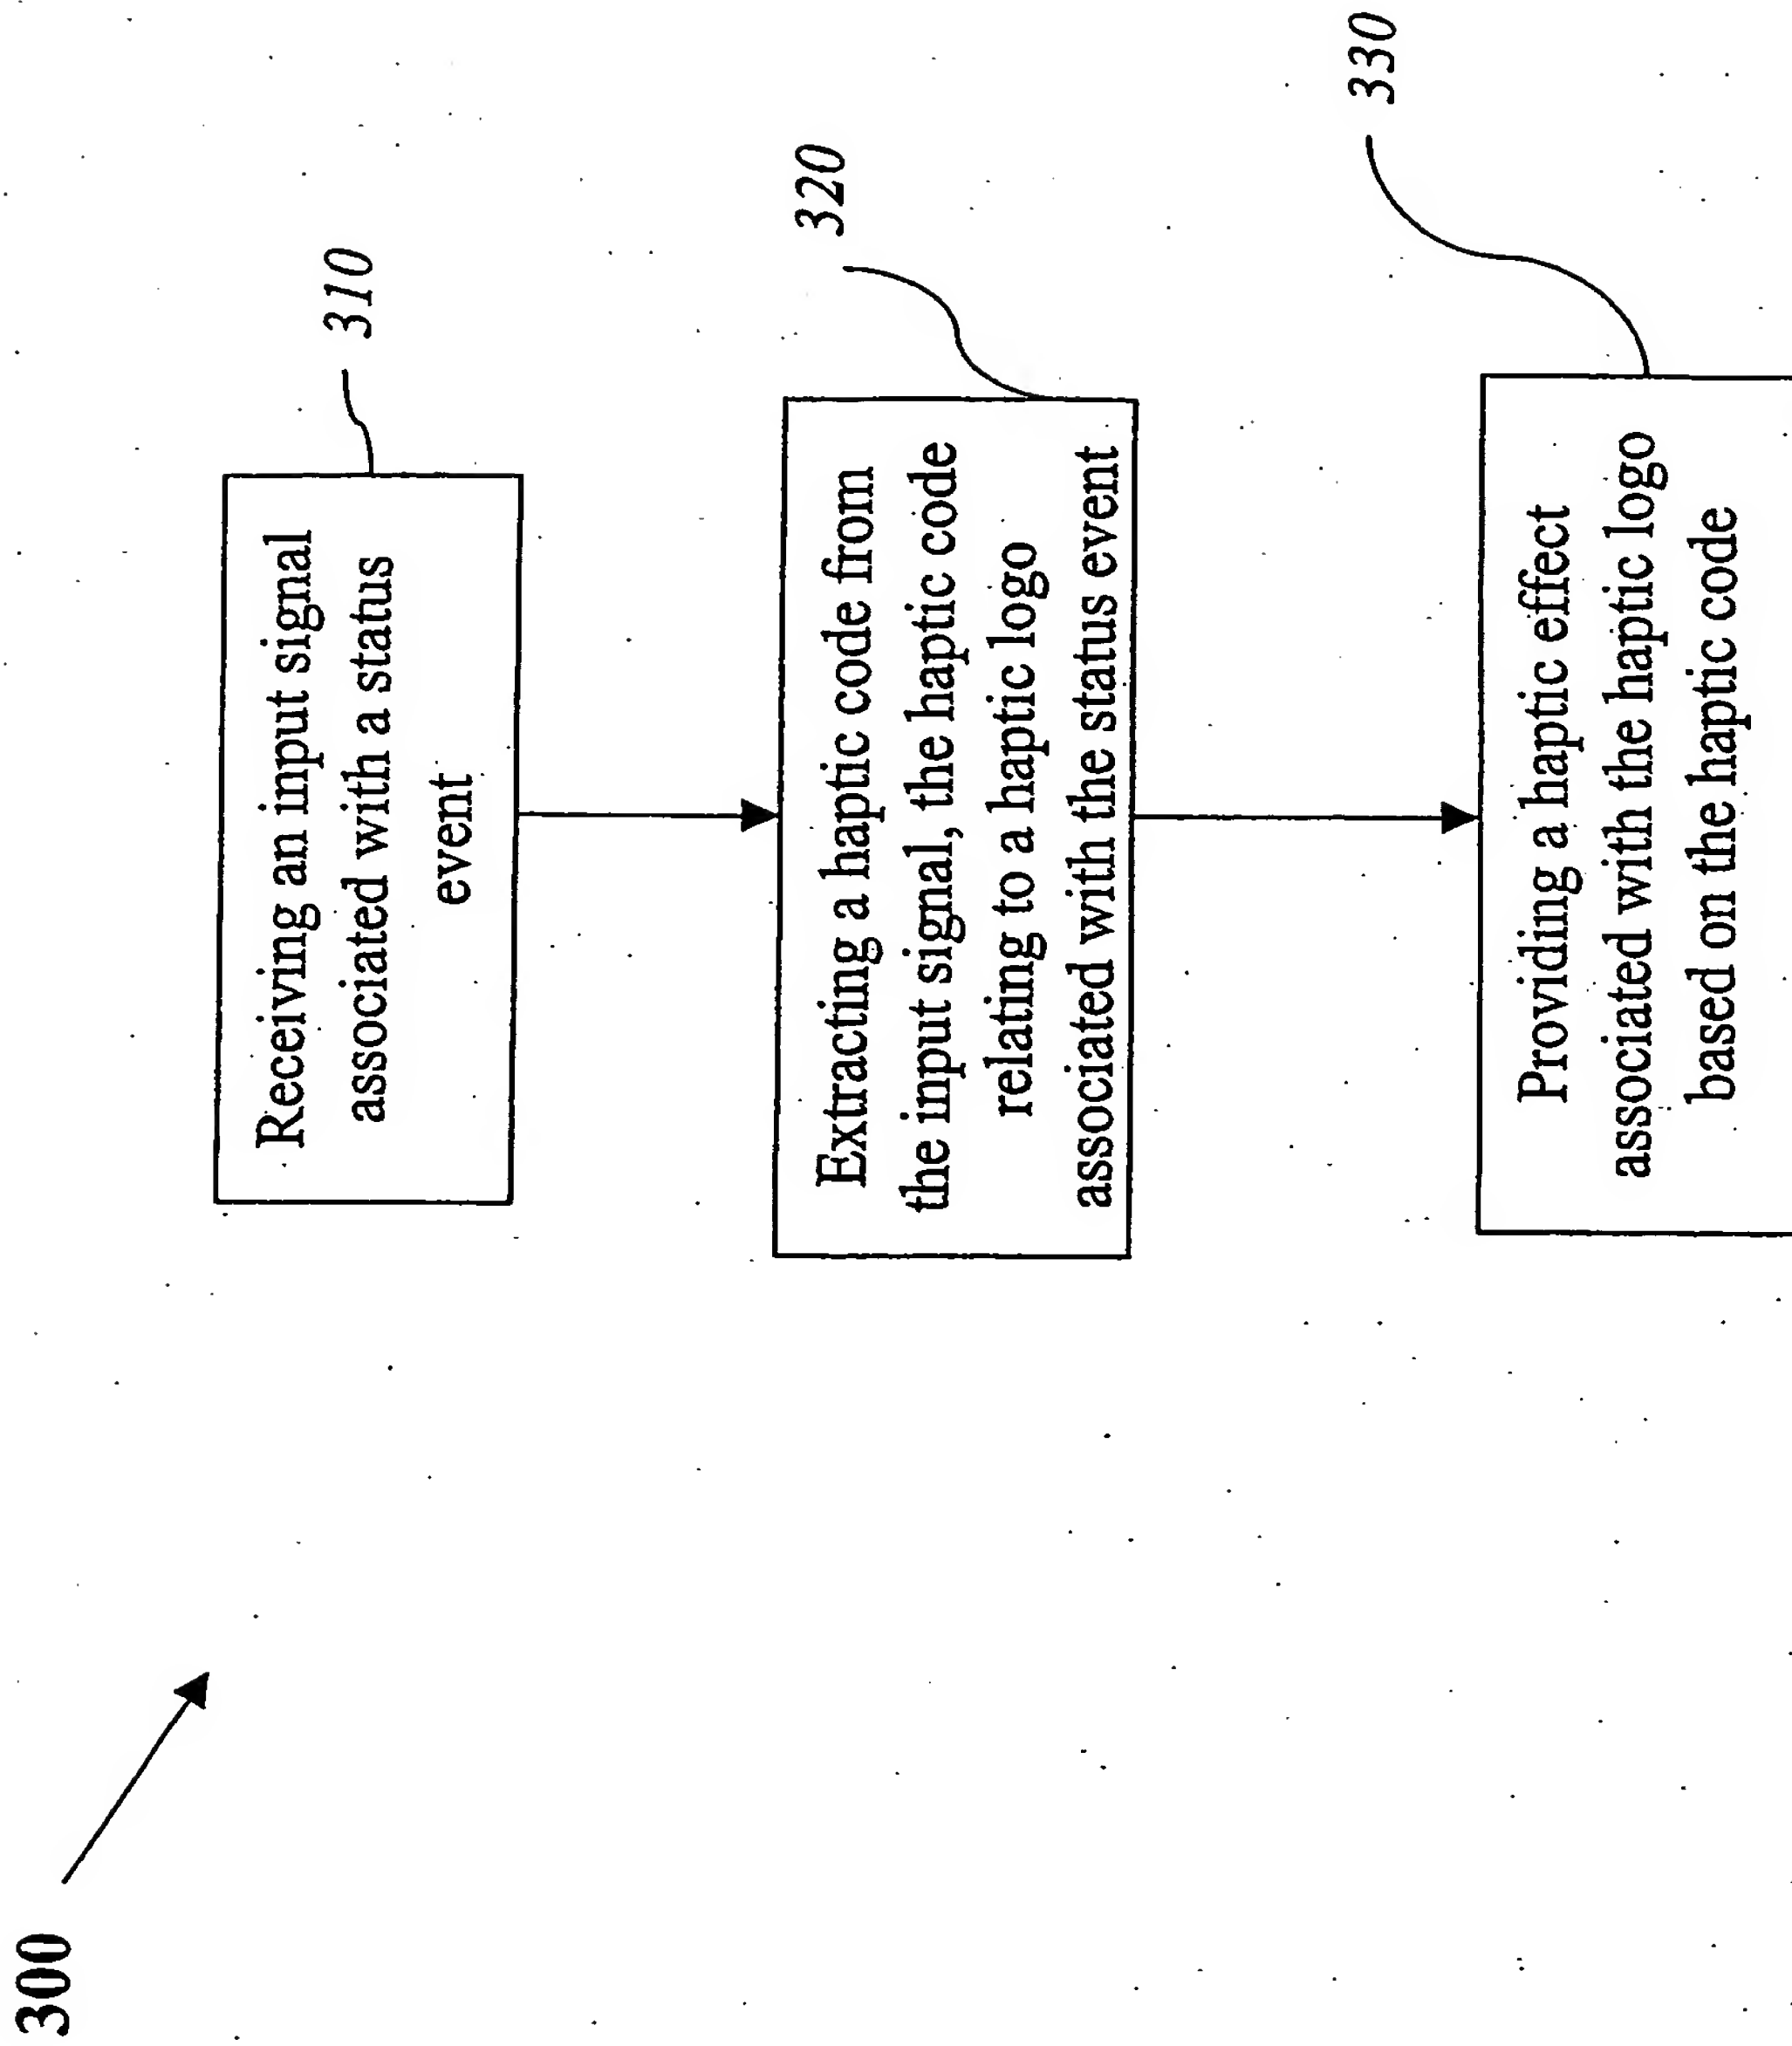 300
Receiving an input signal
associated with a status
event
310
Extracting a haptic code from
the input signal, the haptic code
relating to a haptic logo
associated with the status event
320
Providing a haptic effect
associated with the haptic logo
based on the haptic code
330